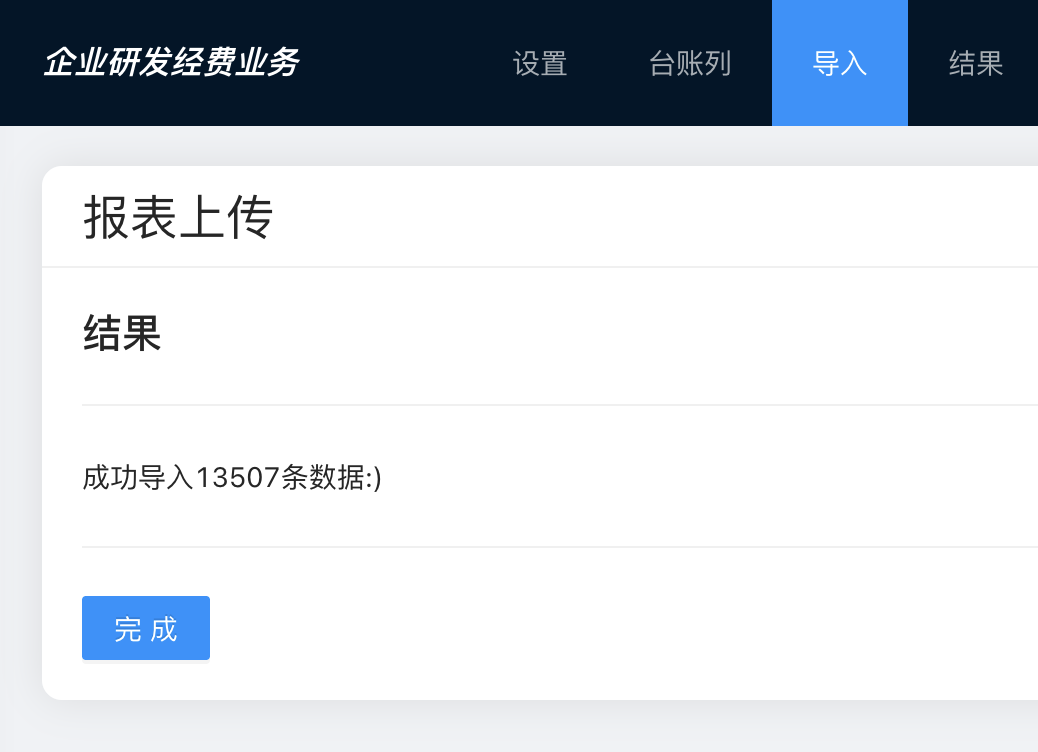 企业研发经费业务
设置 台账列 导入 结果
报表上传
结果
成功导入13507条数据:)
完 成